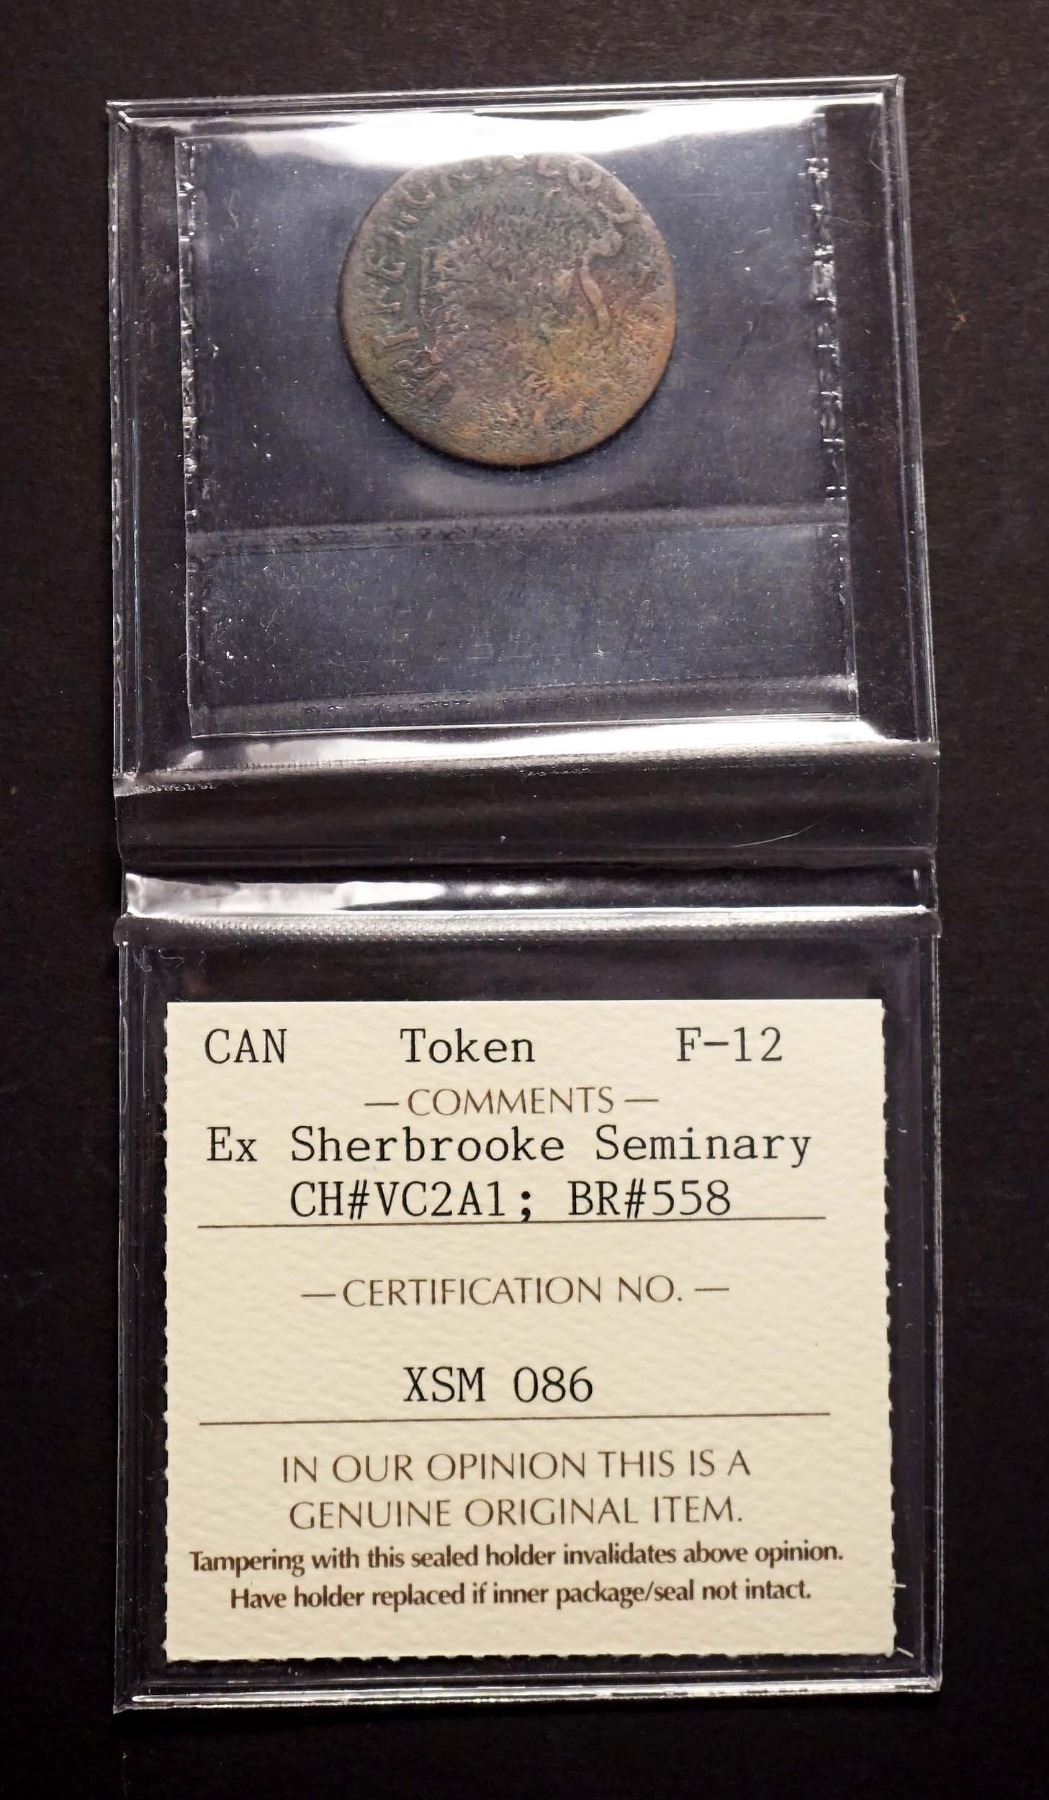 CAN Token F-12
— COMMENTS —
Ex Sherbrooke Seminary
CH#VC2A1; BR#558
— CERTIFICATION NO. —
XSM 086
IN OUR OPINION THIS IS A
GENUINE ORIGINAL ITEM.
Tampering with this sealed holder invalidates above opinion.
Have holder replaced if inner package/seal not intact.